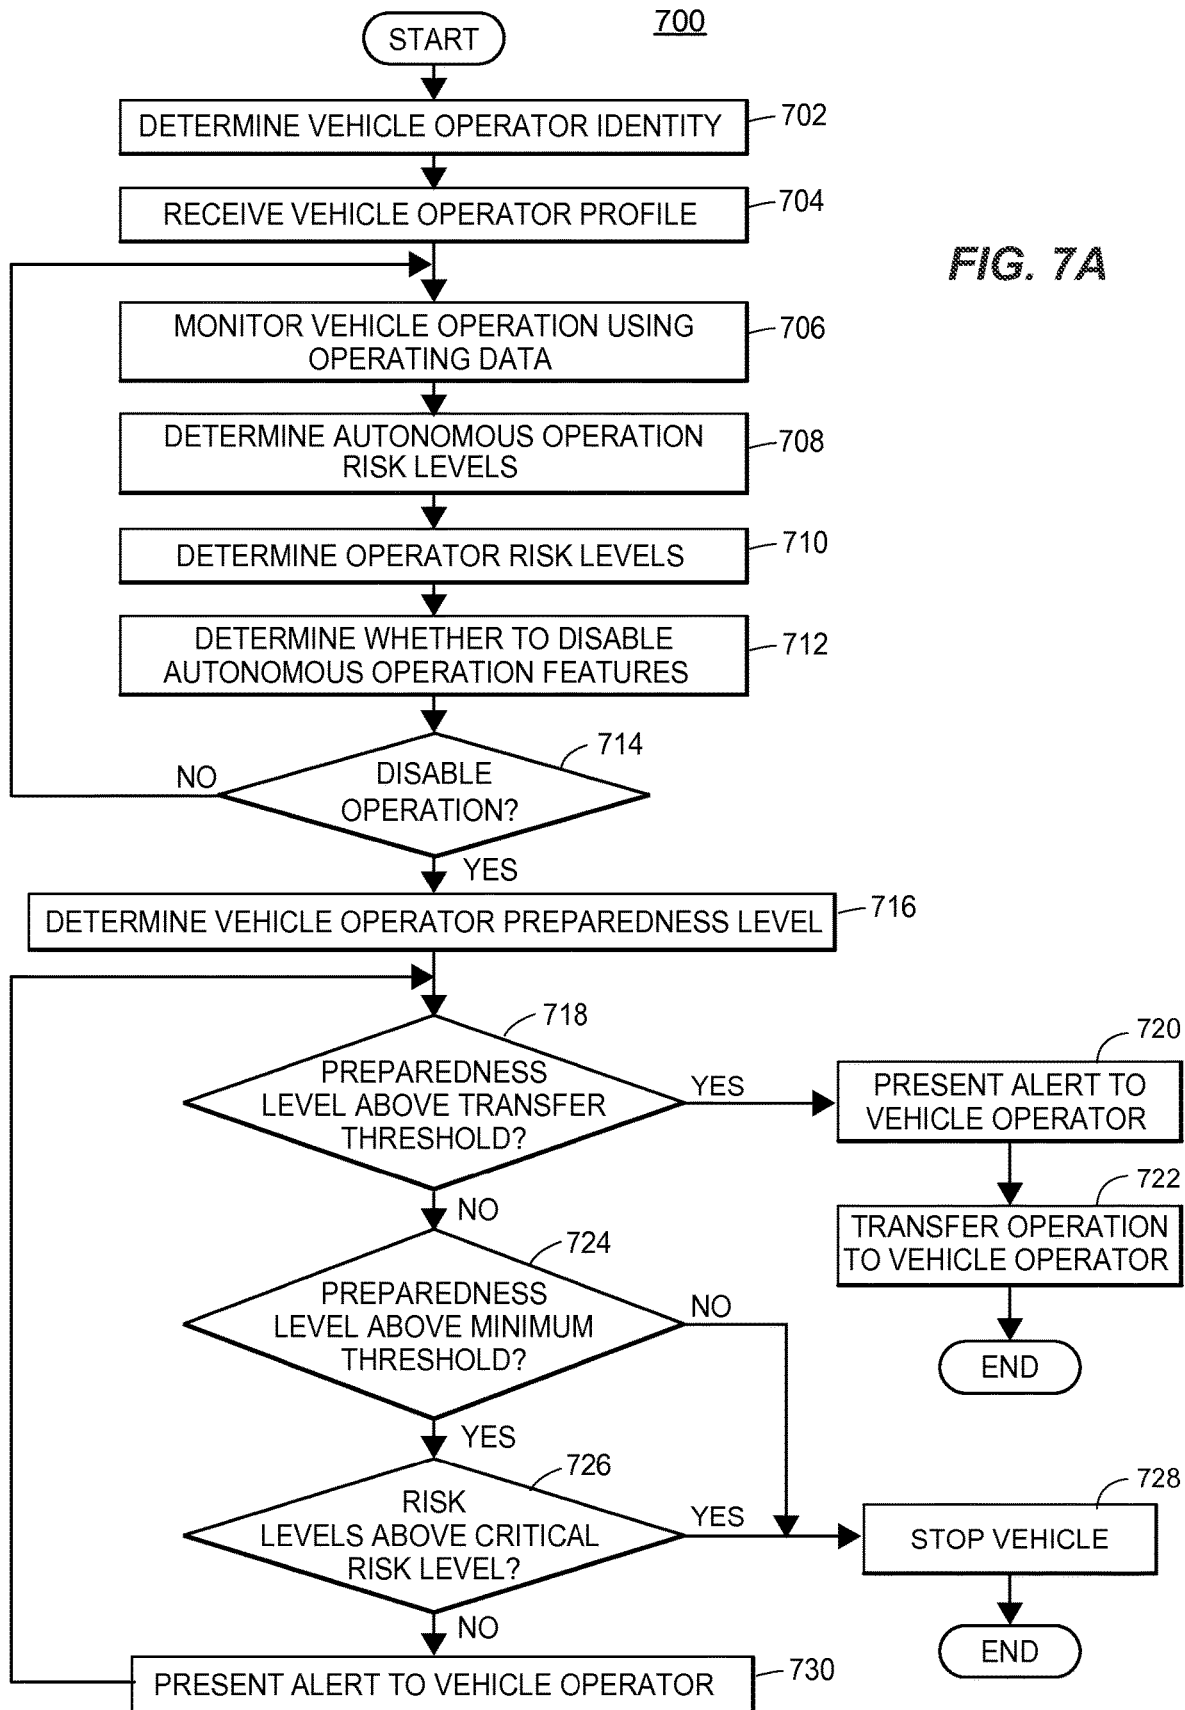 START
700
DETERMINE VEHICLE OPERATOR IDENTITY
702
RECEIVE VEHICLE OPERATOR PROFILE
704
FIG. 7A
MONITOR VEHICLE OPERATION USING
OPERATING DATA
706
DETERMINE AUTONOMOUS OPERATION
RISK LEVELS
708
DETERMINE OPERATOR RISK LEVELS
710
DETERMINE WHETHER TO DISABLE
AUTONOMOUS OPERATION FEATURES
712
714
NO
DISABLE
OPERATION?
YES
DETERMINE VEHICLE OPERATOR PREPAREDNESS LEVEL
716
718
PREPAREDNESS
LEVEL ABOVE TRANSFER
THRESHOLD?
YES
720
PRESENT ALERT TO
VEHICLE OPERATOR
NO
722
TRANSFER OPERATION
TO VEHICLE OPERATOR
END
724
PREPAREDNESS
LEVEL ABOVE MINIMUM
THRESHOLD?
NO
YES
726
RISK
LEVELS ABOVE CRITICAL
RISK LEVEL?
YES
728
STOP VEHICLE
END
NO
PRESENT ALERT TO VEHICLE OPERATOR
730